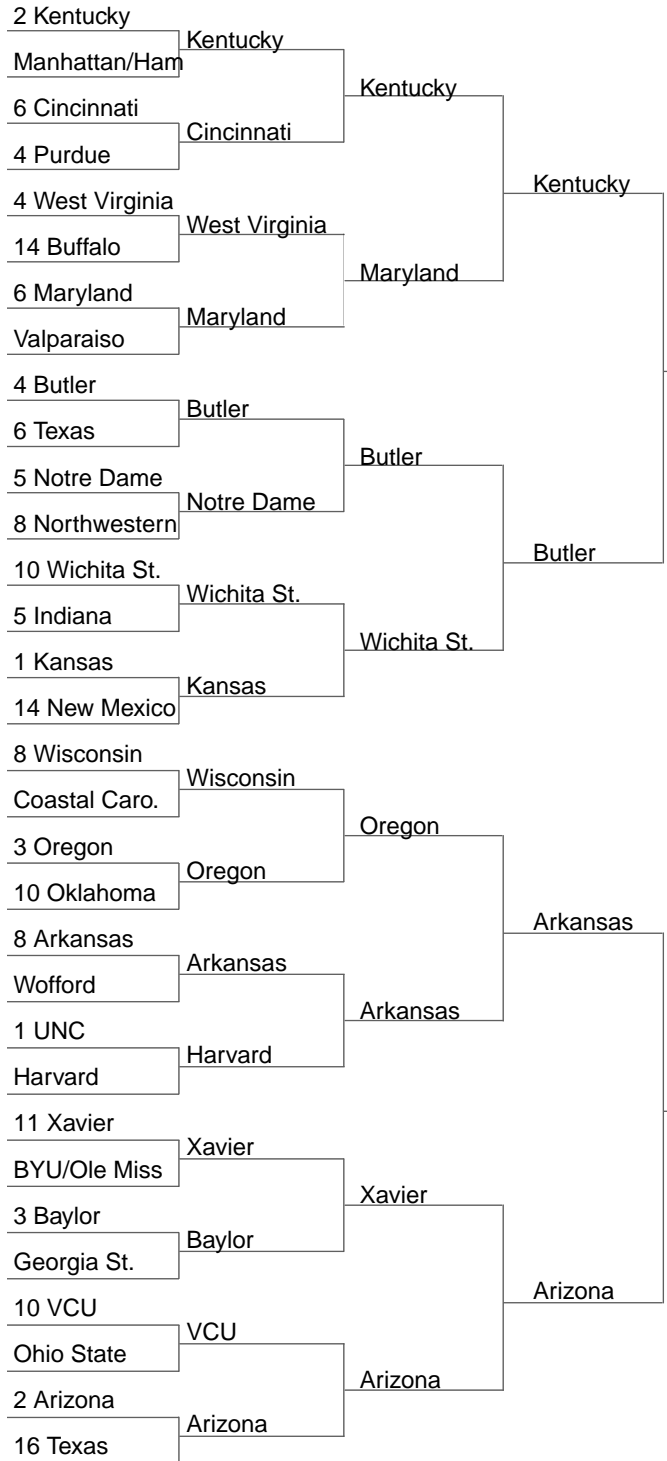 2 Kentucky
Manhattan/Ham
6 Cincinnati
4 Purdue
4 West Virginia
14 Buffalo
6 Maryland
Valparaiso
4 Butler
6 Texas
5 Notre Dame
8 Northwestern
10 Wichita St.
5 Indiana
1 Kansas
14 New Mexico
8 Wisconsin
Coastal Caro.
3 Oregon
10 Oklahoma
8 Arkansas
Wofford
1 UNC
Harvard
11 Xavier
BYU/Ole Miss
3 Baylor
Georgia St.
10 VCU
Ohio State
2 Arizona
16 Texas
Kentucky
Cincinnati
West Virginia
Maryland
Butler
Notre Dame
Wichita St.
Kansas
Wisconsin
Oregon
Arkansas
Harvard
Xavier
Baylor
VCU
Arizona
Kentucky
Maryland
Butler
Wichita St.
Oregon
Arkansas
Xavier
Arizona
Kentucky
Butler
Arkansas
Arizona